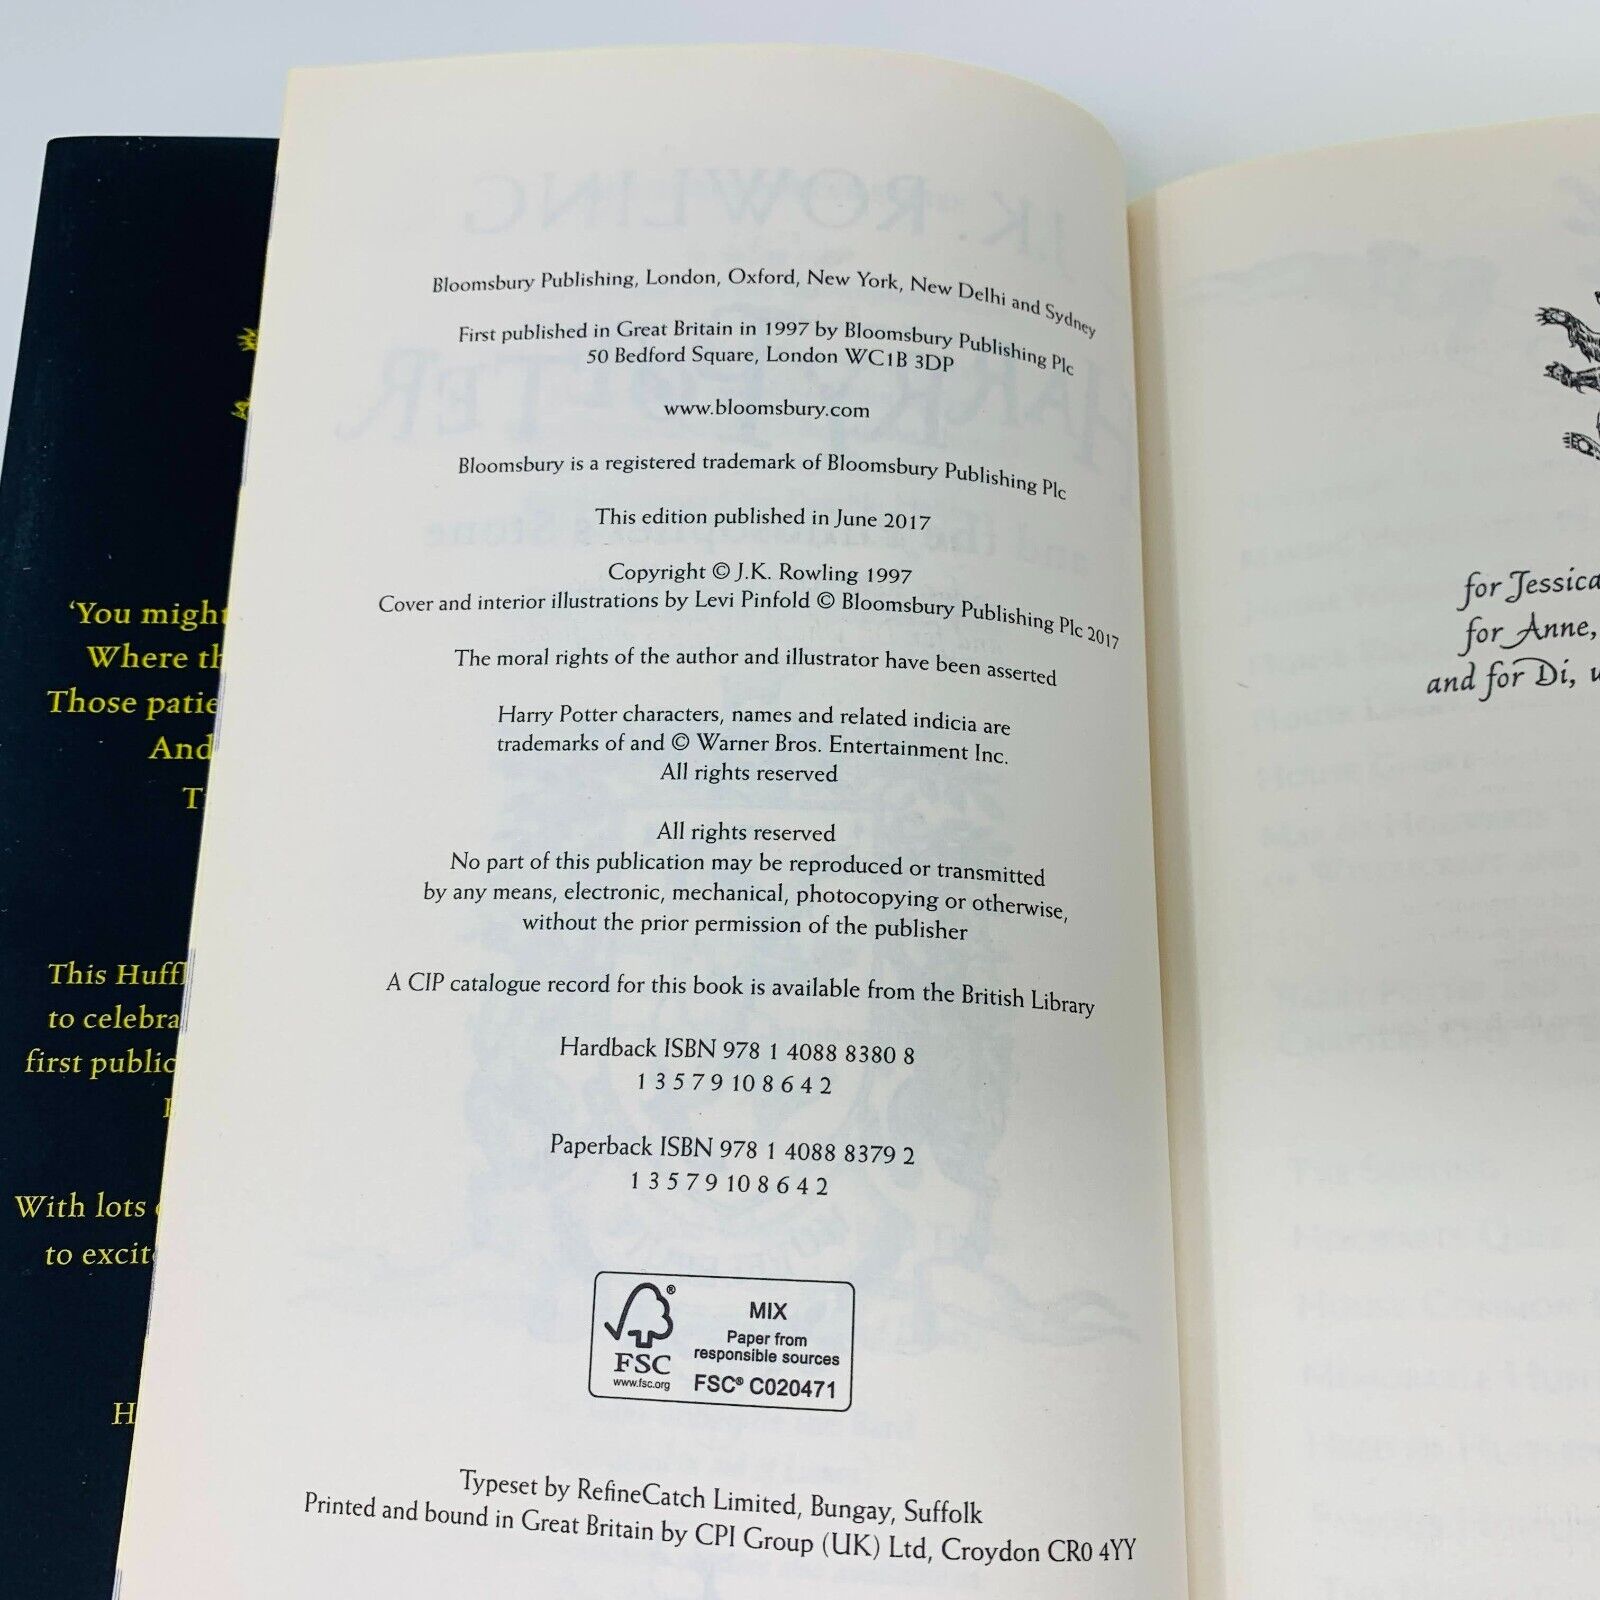 Bloomsbury Publishing, London, Oxford, New York, New Delhi and Sydney
First published in Great Britain in 1997 by Bloomsbury Publishing Plc
50 Bedford Square, London WC1B 3DP
www.bloomsbury.com
Bloomsbury is a registered trademark of Bloomsbury Publishing Plc
This edition published in June 2017
Copyright © J.K. Rowling 1997
Cover and interior illustrations by Levi Pinfold © Bloomsbury Publishing Plc 2017
The moral rights of the author and illustrator have been asserted
Harry Potter characters, names and related indicia are
trademarks of and © Warner Bros. Entertainment Inc.
All rights reserved
All rights reserved
No part of this publication may be reproduced or transmitted
by any means, electronic, mechanical, photocopying or otherwise,
without the prior permission of the publisher
A CIP catalogue record for this book is available from the British Library
Hardback ISBN 978 1 4088 8380 8
1 3 5 7 9 10 8 6 4 2
Paperback ISBN 978 1 4088 8379 2
1 3 5 7 9 10 8 6 4 2
FSC®
www.fsc.org
MIX
Paper from
responsible sources
FSC® C020471
Typeset by RefineCatch Limited, Bungay, Suffolk
Printed and bound in Great Britain by CPI Group (UK) Ltd, Croydon CR0 4YY
‘You might
Where th
Those patie
And
This Huffl
to celebra
first public
With lots
to excit
H
for Jessica
for Anne,
and for Di,